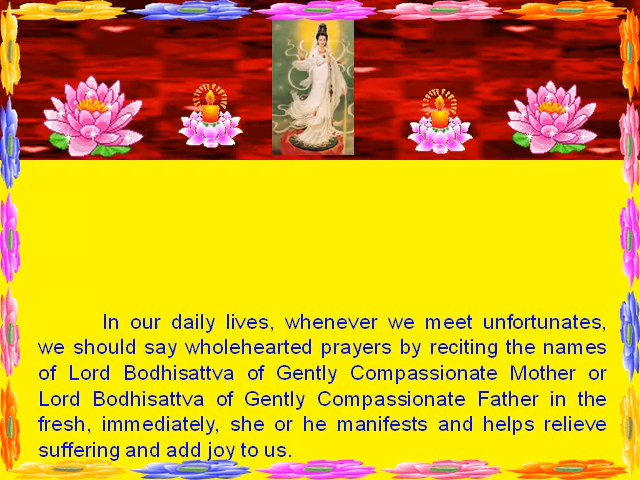 In our daily lives, whenever we meet unfortunates,
we should say wholehearted prayers by reciting the names
of Lord Bodhisattva of Gently Compassionate Mother or
Lord Bodhisattva of Gently Compassionate Father in the
fresh, immediately, she or he manifests and helps relieve
suffering and add joy to us.